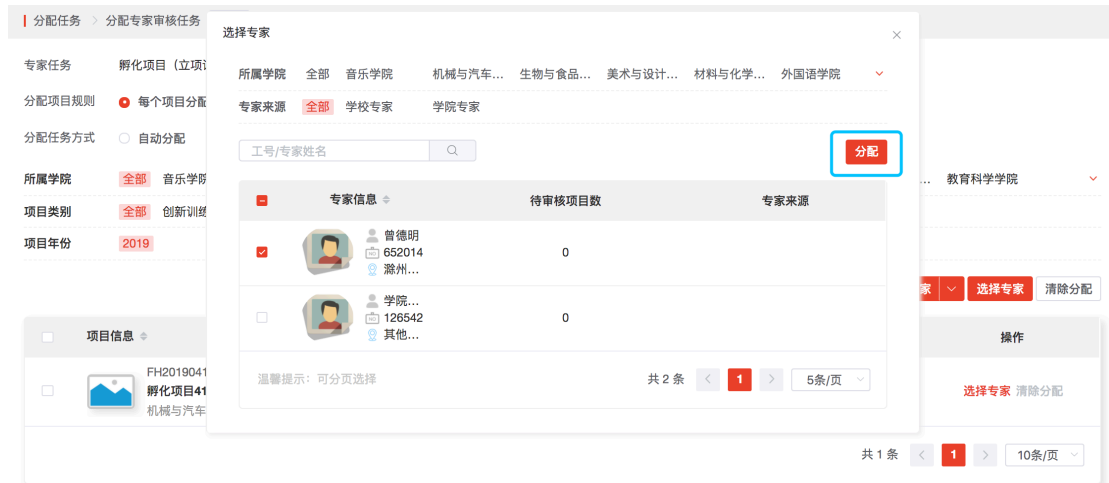 分配任务 > 分配专家审核任务
选择专家
专家任务 孵化项目（立项
分配项目规则 每个项目分配
分配任务方式 自动分配
所属学院 全部 音乐学院 机械与汽车... 生物与食品... 美术与设计... 材料与化学... 外国语学院
专家来源 全部 学校专家 学院专家
工号/专家姓名
分配
所属学院 全部 音乐学院 ... 教育科学学院
项目类别 全部 创新训练
项目年份 2019
专家信息 待审核项目数 专家来源
曾德明
NO 652014 0
滁州...
学院...
NO 126542 0
其他...
温馨提示：可分页选择 共 2 条 < 1 > 5条/页
家 选择专家 清除分配
项目信息 操作
FH2019041
孵化项目41
机械与汽车
选择专家 清除分配
共 1 条 < 1 > 10条/页